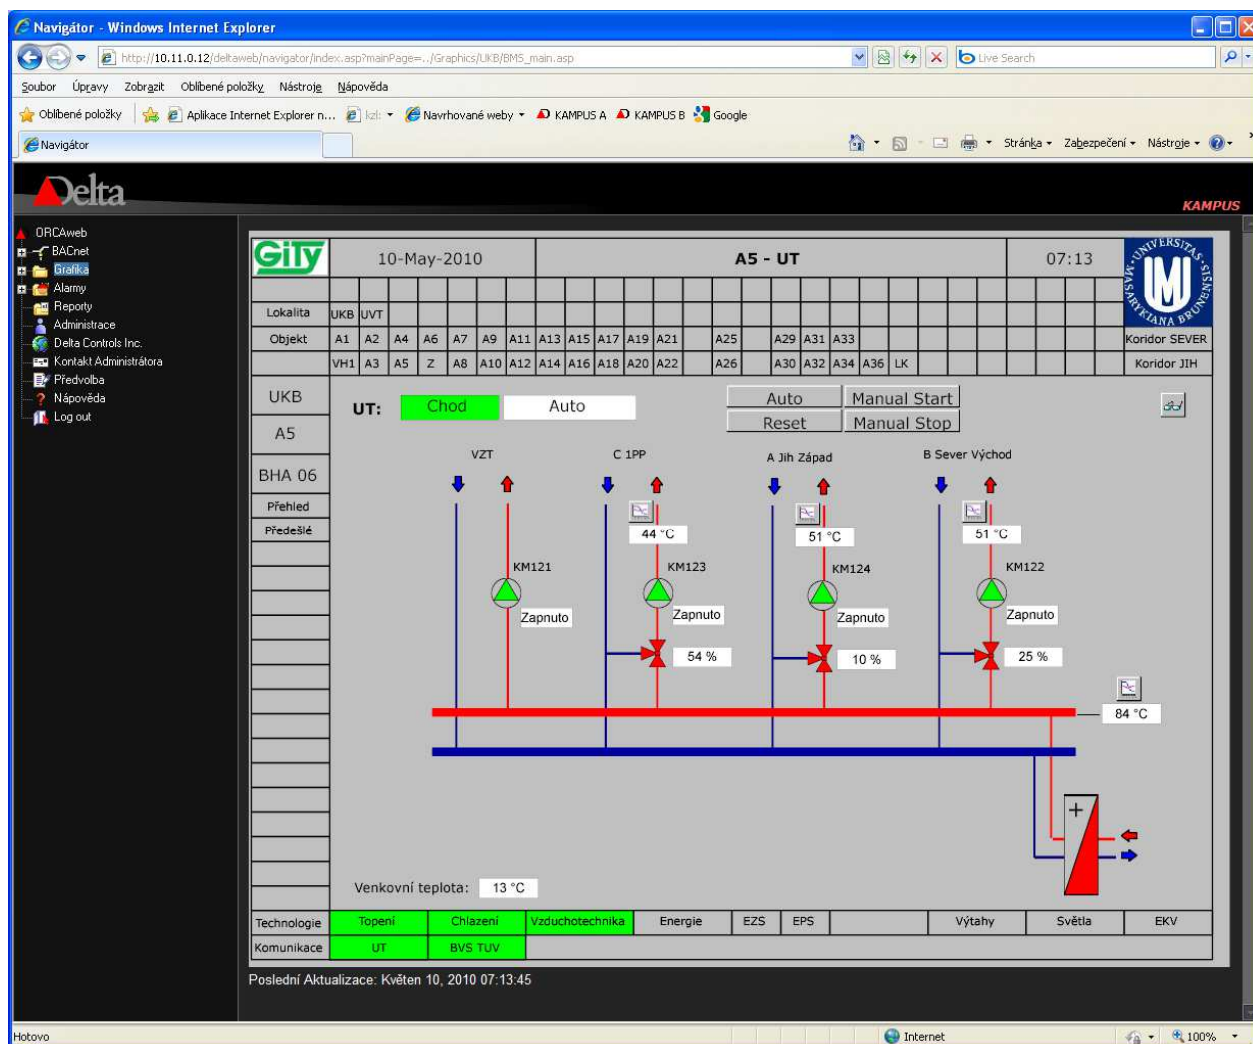 Navigátor - Windows Internet Explorer
http://10.11.0.12/deltaweb/navigator/index.asp?mainPage=../Graphics/UKB/BMS_main.asp
Live Search
Soubor Úpravy Zobrazit Oblíbené položky Nástroje Nápověda
Oblíbené položky Aplikace Internet Explorer n... kzl: Navrhované weby KAMPUS A KAMPUS B Google
Navigátor Stránka Zabezpečení Nástroje
Delta
KAMPUS
ORCAweb
BACnet
Grafika
Alarmy
Reporty
Administrace
Delta Controls Inc.
Kontakt Administrátora
Předvolba
Nápověda
Log out
GiTy 10-May-2010 A5 - UT 07:13
UNIVERSITAS MASARYKIANA BRUNENSIS
Lokalita UKB UVT
Objekt A1 A2 A4 A6 A7 A9 A11 A13 A15 A17 A19 A21 A25 A29 A31 A33 Koridor SEVER
VH1 A3 A5 Z A8 A10 A12 A14 A16 A18 A20 A22 A26 A30 A32 A34 A36 LK Koridor JIH
UKB
A5
BHA 06
Přehled
Předešlé
UT: Chod Auto
Auto Manual Start
Reset Manual Stop
VZT C 1PP A Jih Západ B Sever Východ
44 °C 51 °C 51 °C
KM121 KM123 KM124 KM122
Zapnuto Zapnuto Zapnuto Zapnuto
54 % 10 % 25 %
84 °C
+
Venkovní teplota: 13 °C
Technologie Topení Chlazení Vzduchotechnika Energie EZS EPS Výtahy Světla EKV
Komunikace UT BVS TUV
Poslední Aktualizace: Květen 10, 2010 07:13:45
Hotovo Internet 100%